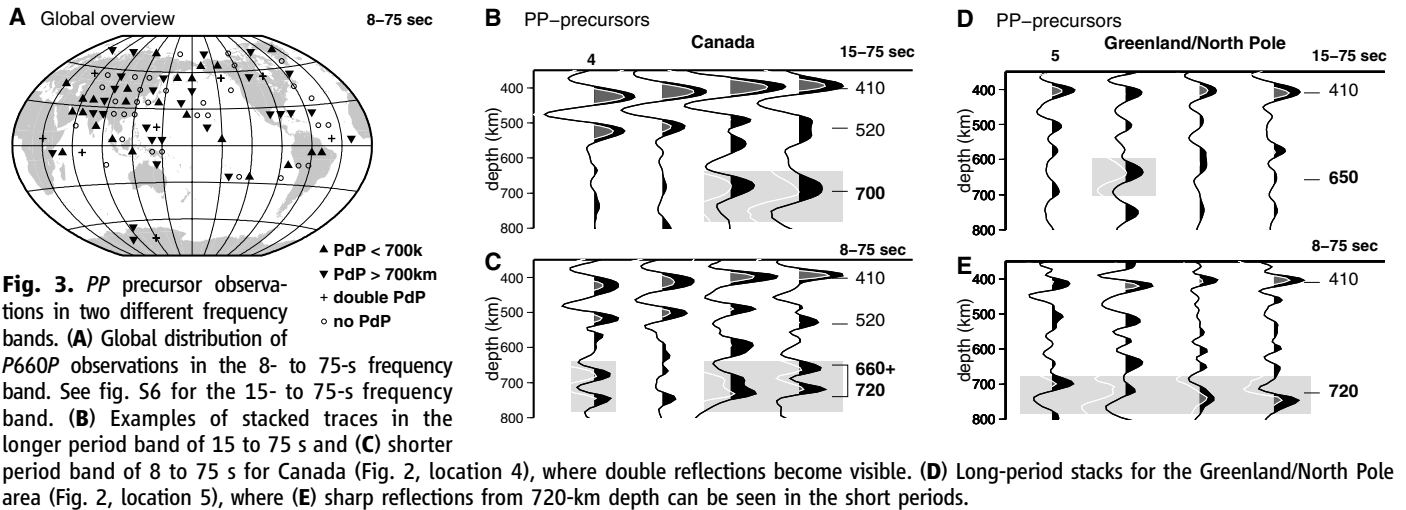 A Global overview 8–75 sec
▲ PdP < 700k
▼ PdP > 700km
+ double PdP
○ no PdP
B PP–precursors
Canada
4 15–75 sec
depth (km)
400
500
600
700
800
410
520
700
C 8–75 sec
depth (km)
400
500
600
700
800
410
520
660+
720
D PP–precursors
Greenland/North Pole
5 15–75 sec
depth (km)
400
500
600
700
800
410
650
E 8–75 sec
depth (km)
400
500
600
700
800
410
720
Fig. 3. PP precursor observa-
tions in two different frequency
bands. (A) Global distribution of
P660P observations in the 8- to 75-s frequency
band. See fig. S6 for the 15- to 75-s frequency
band. (B) Examples of stacked traces in the
longer period band of 15 to 75 s and (C) shorter
period band of 8 to 75 s for Canada (Fig. 2, location 4), where double reflections become visible. (D) Long-period stacks for the Greenland/North Pole
area (Fig. 2, location 5), where (E) sharp reflections from 720-km depth can be seen in the short periods.